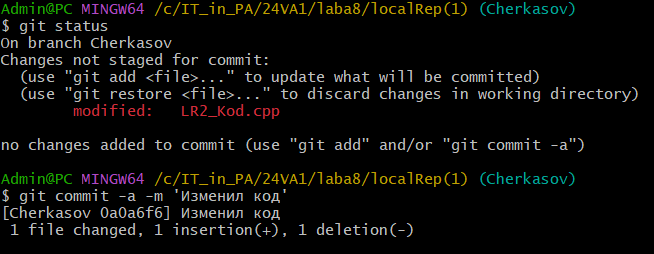 Admin@PC MINGW64 /c/IT_in_PA/24VA1/laba8/localRep(1) (Cherkasov)
$ git status
On branch Cherkasov
Changes not staged for commit:
  (use "git add <file>..." to update what will be committed)
  (use "git restore <file>..." to discard changes in working directory)
        modified:   LR2_Kod.cpp

no changes added to commit (use "git add" and/or "git commit -a")

Admin@PC MINGW64 /c/IT_in_PA/24VA1/laba8/localRep(1) (Cherkasov)
$ git commit -a -m 'Изменил код'
[Cherkasov 0a0a6f6] Изменил код
 1 file changed, 1 insertion(+), 1 deletion(-)